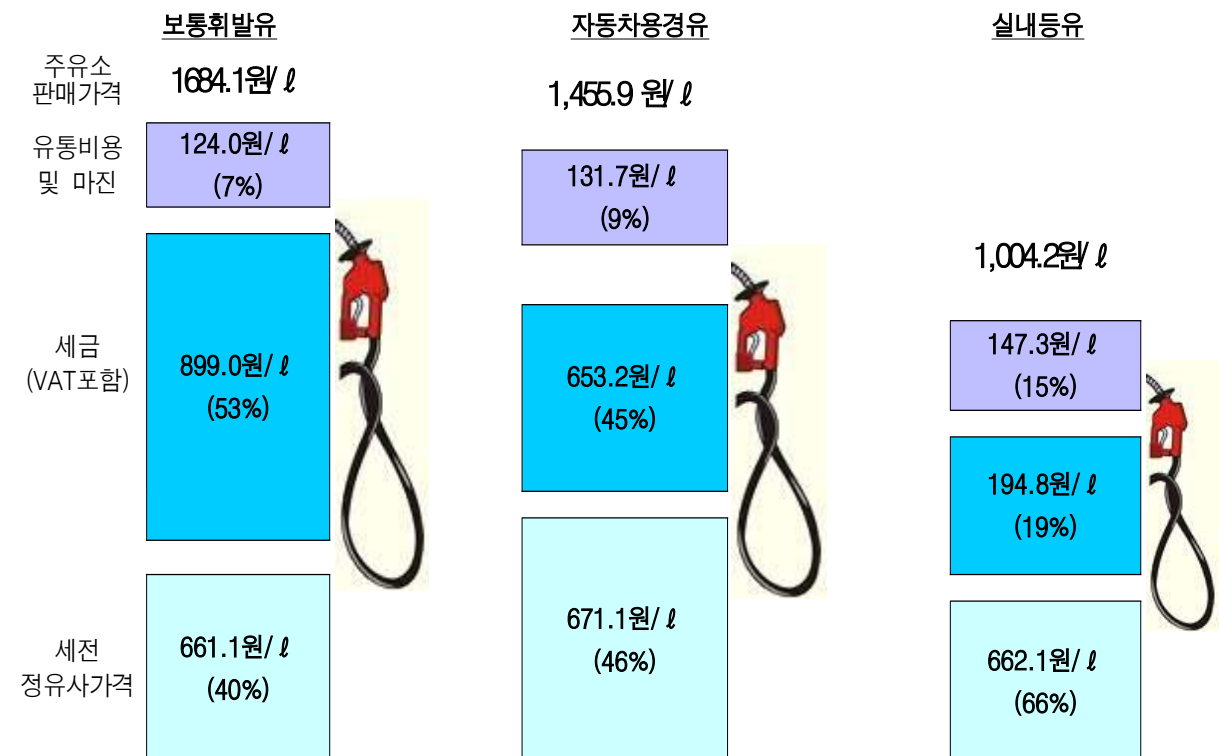 보통휘발유
자동차용경유
실내등유
주유소
판매가격
1684.1원/ ℓ
1,455.9 원/ ℓ
1,004.2원/ ℓ
유통비용
및 마진
124.0원/ ℓ
(7%)
131.7원/ ℓ
(9%)
147.3원/ ℓ
(15%)
세금
(VAT포함)
899.0원/ ℓ
(53%)
653.2원/ ℓ
(45%)
194.8원/ ℓ
(19%)
세전
정유사가격
661.1원/ ℓ
(40%)
671.1원/ ℓ
(46%)
662.1원/ ℓ
(66%)